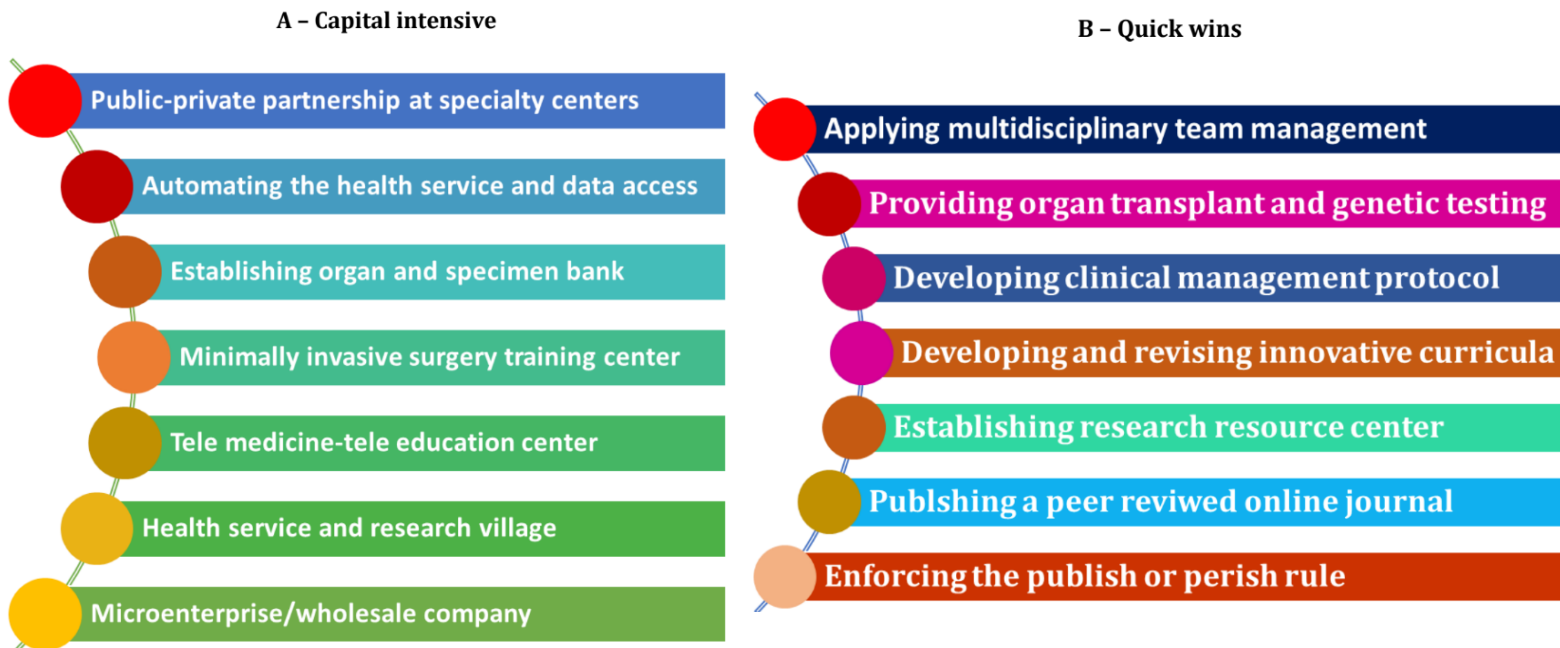 A – Capital intensive
Public-private partnership at specialty centers
Automating the health service and data access
Establishing organ and specimen bank
Minimally invasive surgery training center
Tele medicine-tele education center
Health service and research village
Microenterprise/wholesale company
B – Quick wins
Applying multidisciplinary team management
Providing organ transplant and genetic testing
Developing clinical management protocol
Developing and revising innovative curricula
Establishing research resource center
Publshing a peer reviwed online journal
Enforcing the publish or perish rule